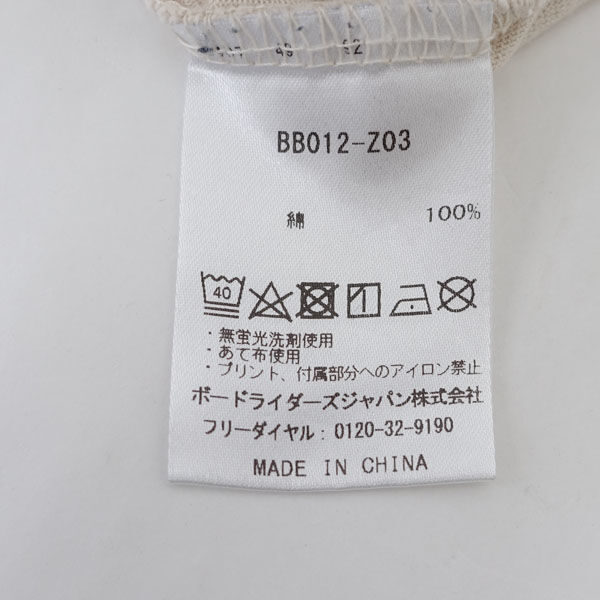 BB012-Z03
綿 100%
40
・無蛍光洗剤使用
・あて布使用
・プリント、付属部分へのアイロン禁止
ボードライダーズジャパン株式会社
フリーダイヤル：0120-32-9190
MADE IN CHINA